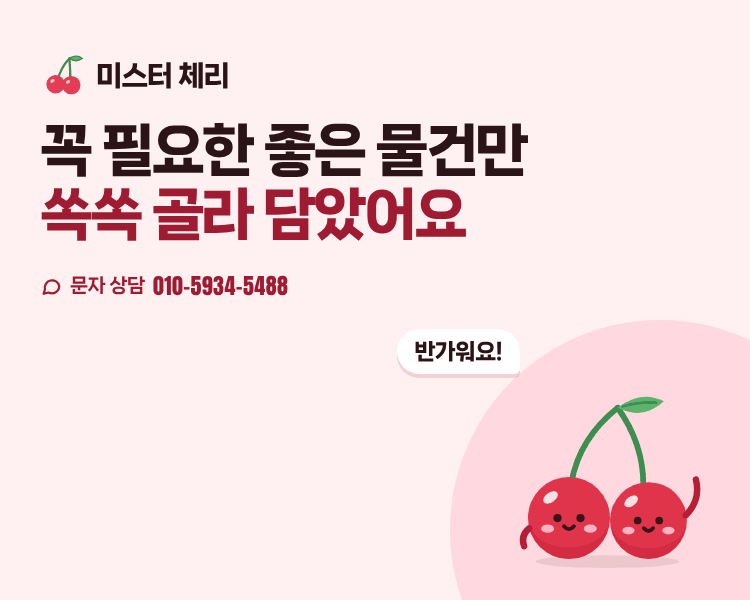 미스터 체리
꼭 필요한 좋은 물건만
쏙쏙 골라 담았어요
문자 상담 010-5934-5488
반가워요!